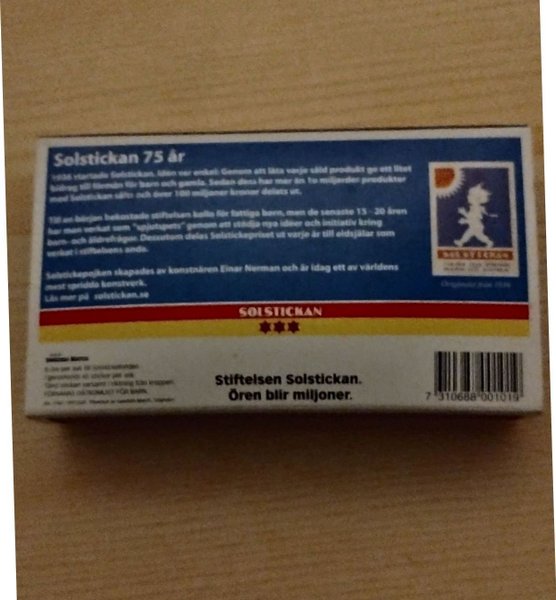 Solstickan 75 år
1936 startade Solstickan. Idén var enkel: Genom att låta varje såld produkt ge ett litet
bidrag till förmån för barn och gamla. Sedan dess har mer än 10 miljarder produkter
med Solstickan sålts och över 100 miljoner kronor delats ut.
Till en början bekostade stiftelsen kollo för fattiga barn, men de senaste 15 - 20 åren
har man verkat som "spjutspets" genom att stödja nya idéer och initiativ kring
barn- och äldrefrågor. Dessutom delas Solstickepriset ut varje år till eldsjälar som
verkat i stiftelsens anda.
Solstickepojken skapades av konstnären Einar Norman och är idag ett av världens
mest spridda konstverk.
Läs mer på solstickan.se
SOLSTICKAN
Originalet från 1936
SOLSTICKAN
Stiftelsen Solstickan.
Ören blir miljoner.
FÖRVARAS OÅTKOMLIGT FÖR BARN.
7 310688 001019